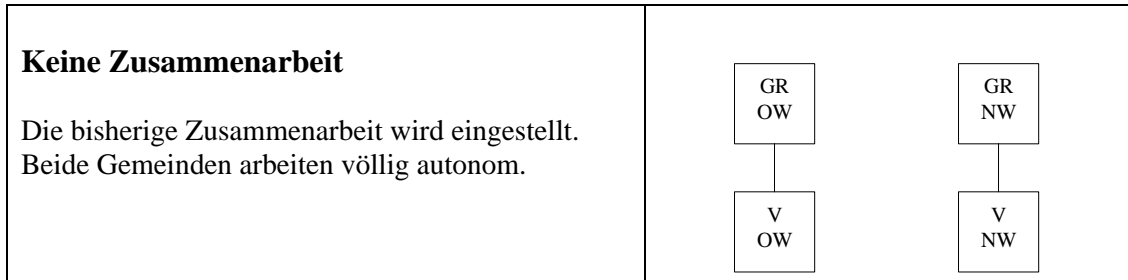 Keine Zusammenarbeit
Die bisherige Zusammenarbeit wird eingestellt.
Beide Gemeinden arbeiten völlig autonom.
GR
OW
GR
NW
V
OW
V
NW